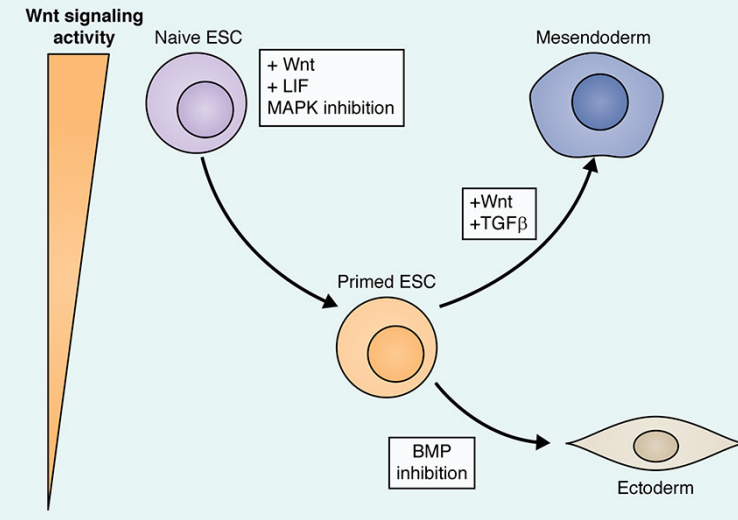 Wnt signaling
activity
Naive ESC
+ Wnt
+ LIF
MAPK inhibition
Mesendoderm
+Wnt
+TGFβ
Primed ESC
BMP
inhibition
Ectoderm